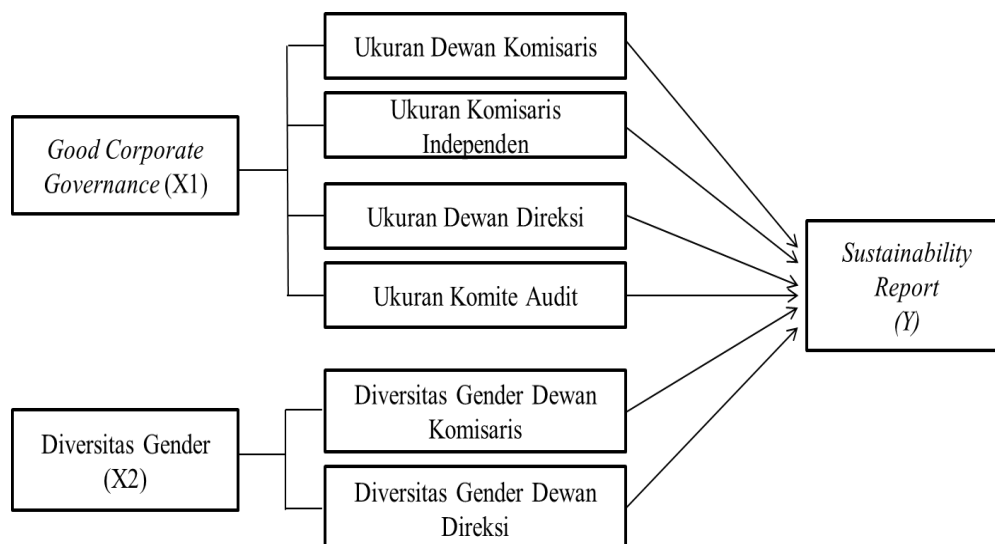 Good Corporate
Governance (X1)
Ukuran Dewan Komisaris
Ukuran Komisaris
Independen
Ukuran Dewan Direksi
Ukuran Komite Audit
Diversitas Gender
(X2)
Diversitas Gender Dewan
Komisaris
Diversitas Gender Dewan
Direksi
Sustainability
Report
(Y)